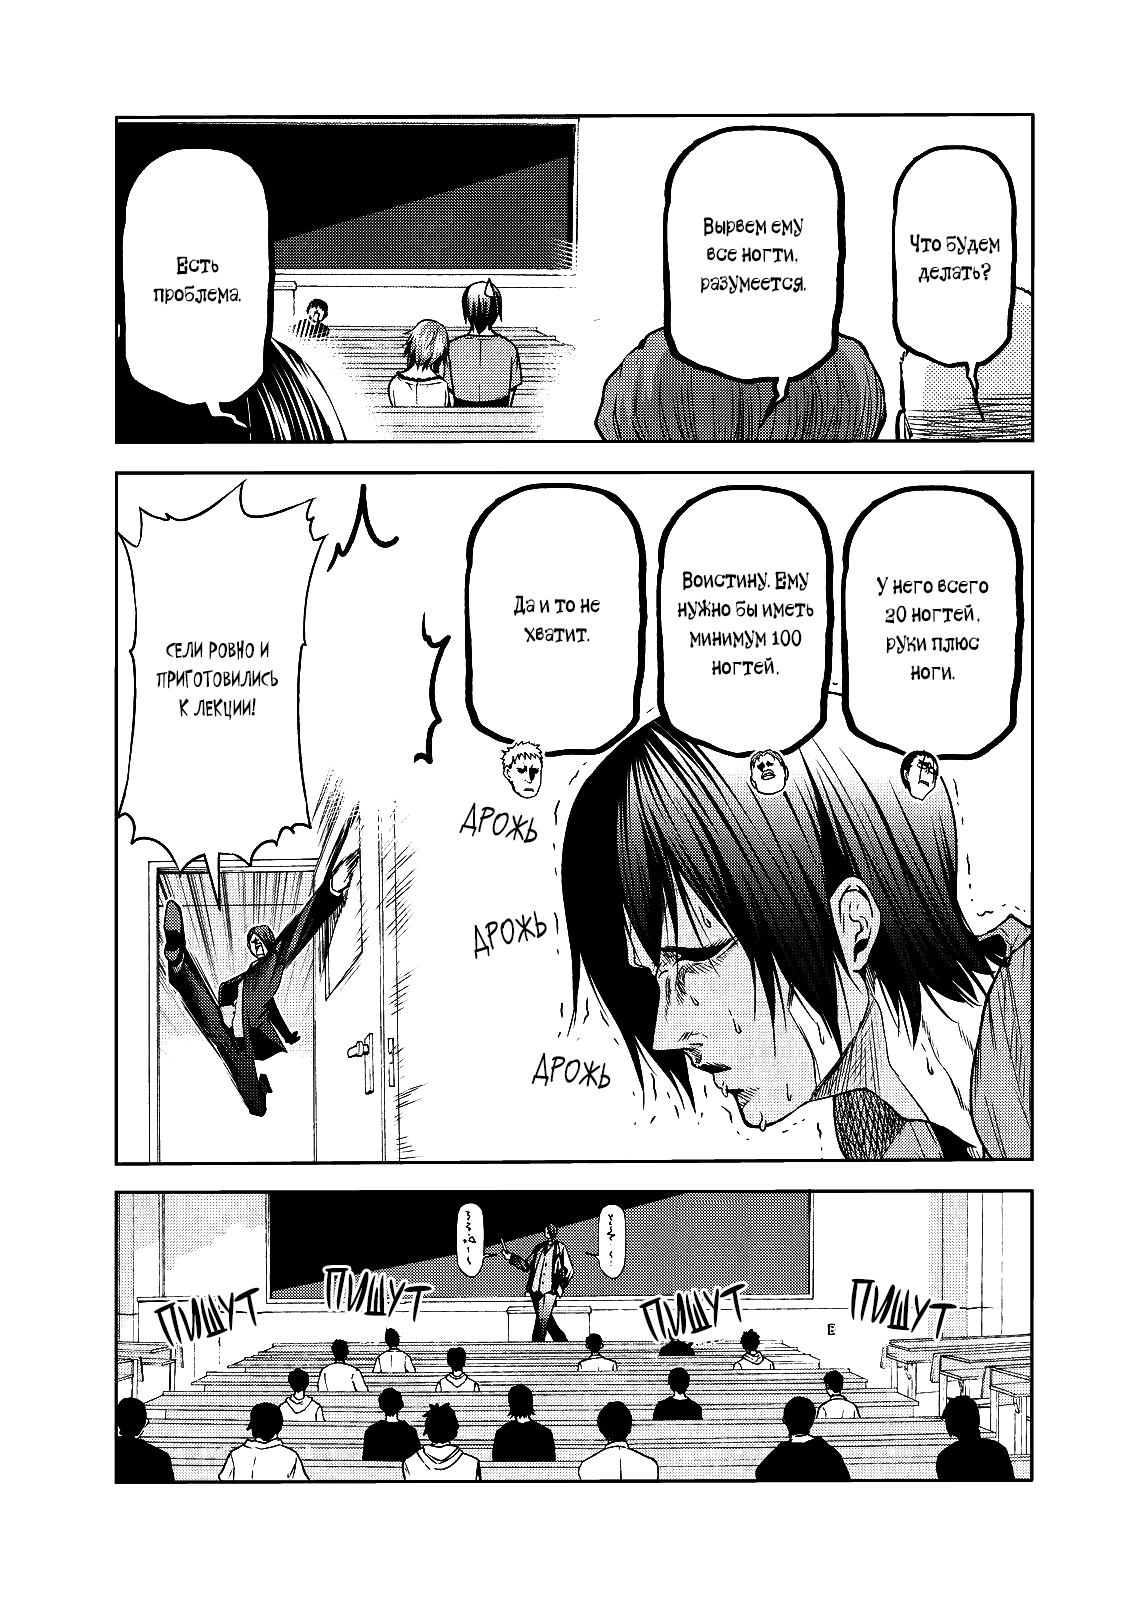 Что будем
делать?
Вырвем ему
все ногти,
разумеется.
Есть
проблема.
У него всего
20 ногтей,
руки плюс
ноги.
Воистину. Ему
нужно бы иметь
минимум 100
ногтей.
Да и то не
хватит.
ДРОЖЬ
ДРОЖЬ
ДРОЖЬ
СЕЛИ РОВНО И
ПРИГОТОВИЛИСЬ
К ЛЕКЦИИ!
ПИШУТ
ПИШУТ
ПИШУТ
ПИШУТ
Е